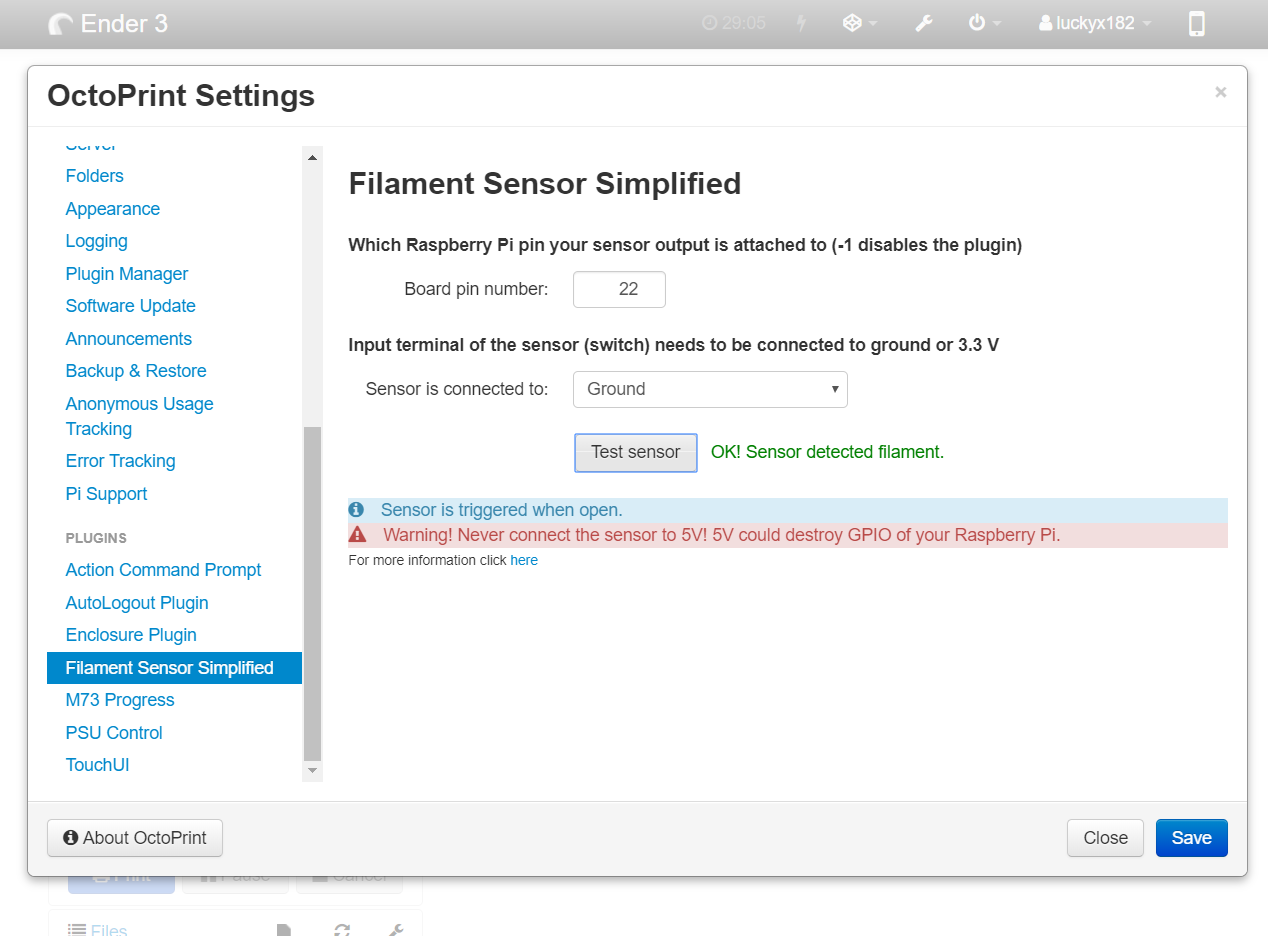 Ender 3
29:05
luckyx182
OctoPrint Settings
×
Server
Folders
Appearance
Logging
Plugin Manager
Software Update
Announcements
Backup & Restore
Anonymous Usage
Tracking
Error Tracking
Pi Support
PLUGINS
Action Command Prompt
AutoLogout Plugin
Enclosure Plugin
Filament Sensor Simplified
M73 Progress
PSU Control
TouchUI
Filament Sensor Simplified
Which Raspberry Pi pin your sensor output is attached to (-1 disables the plugin)
Board pin number: 22
Input terminal of the sensor (switch) needs to be connected to ground or 3.3 V
Sensor is connected to: Ground
Test sensor OK! Sensor detected filament.
Sensor is triggered when open.
Warning! Never connect the sensor to 5V! 5V could destroy GPIO of your Raspberry Pi.
For more information click here
About OctoPrint
Close Save
Print Pause Cancel
Files